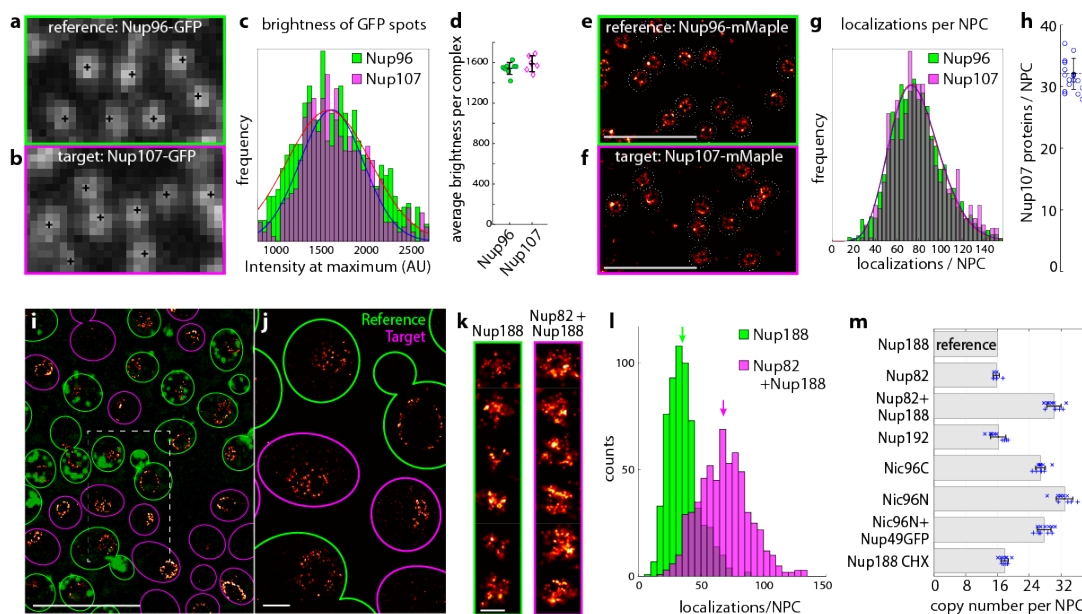 a
reference: Nup96-GFP
b
target: Nup107-GFP
c
brightness of GFP spots
Nup96
Nup107
frequency
1000
1500
2000
2500
Intensity at maximum (AU)
d
average brightness per complex
1600
1200
800
400
0
Nup96
Nup107
e
reference: Nup96-mMaple
f
target: Nup107-mMaple
g
localizations per NPC
Nup96
Nup107
frequency
0
20
40
60
80
100
140
localizations / NPC
h
Nup107 proteins / NPC
40
30
20
10
0
i
j
Reference
Target
k
Nup188
Nup82 +
Nup188
l
Nup188
Nup82
+Nup188
counts
100
50
0
0
50
100
150
localizations/NPC
m
Nup188
reference
Nup82
Nup82+
Nup188
Nup192
Nic96C
Nic96N
Nic96N+
Nup49GFP
Nup188 CHX
0
8
16
24
32
copy number per NPC